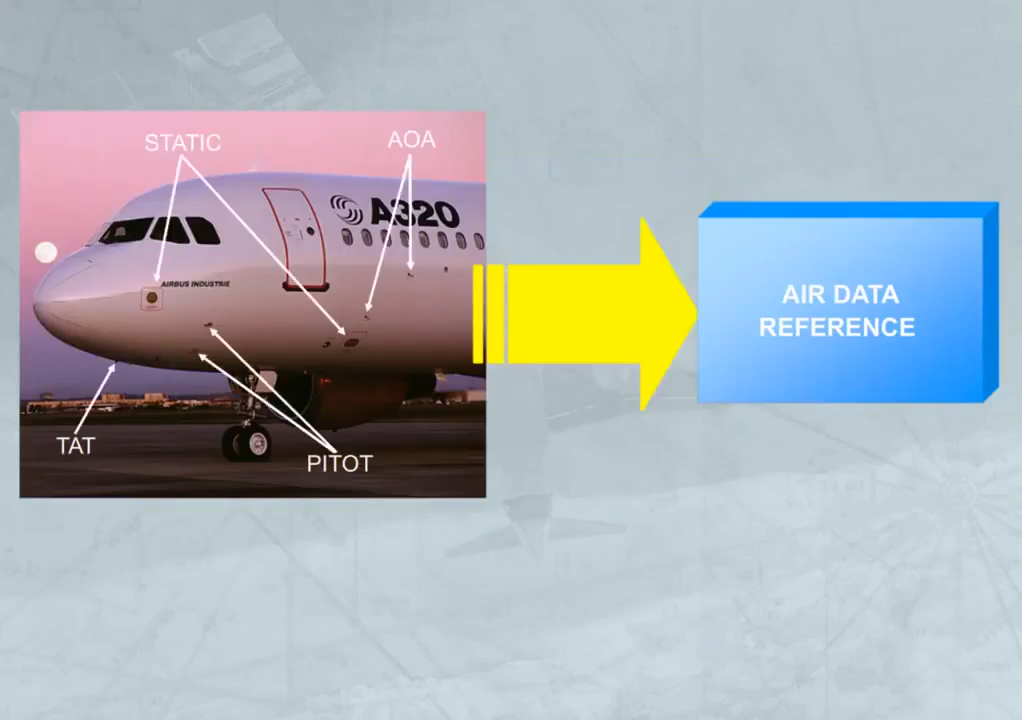 STATIC
AOA
A320
AIRBUS INDUSTRIE
TAT
PITOT
AIR DATA
REFERENCE